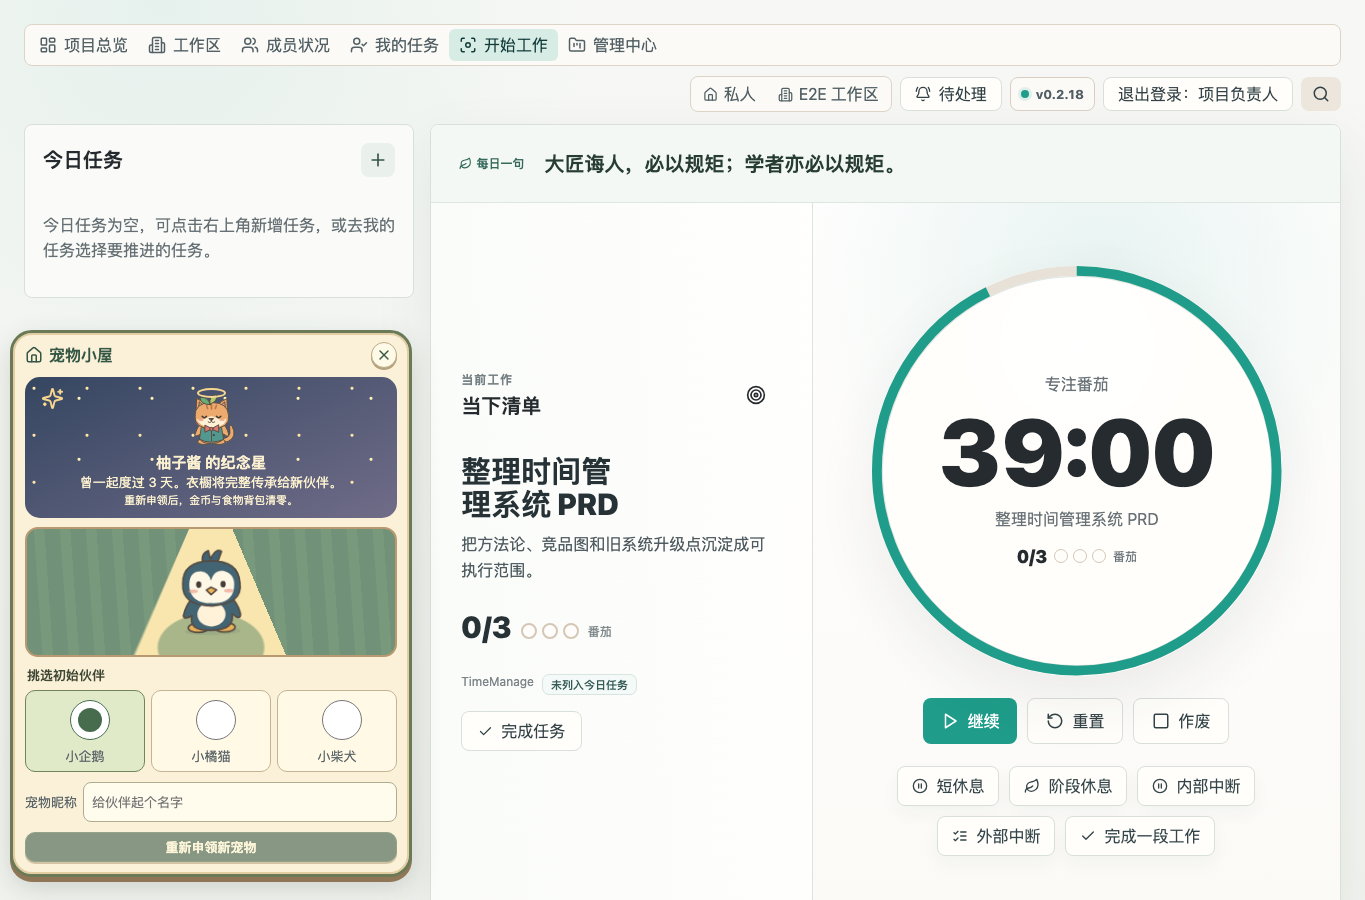 项目总览
工作区
成员状况
我的任务
开始工作
管理中心
私人
E2E 工作区
待处理
v0.2.18
退出登录：项目负责人
今日任务
今日任务为空，可点击右上角新增任务，或去我的
任务选择要推进的任务。
每日一句
大匠诲人，必以规矩；学者亦必以规矩。
宠物小屋
柚子酱 的纪念星
曾一起度过 3 天。衣橱将完整传承给新伙伴。
重新申领后，金币与食物背包清零。
挑选初始伙伴
小企鹅
小橘猫
小柴犬
宠物昵称
给伙伴起个名字
重新申领新宠物
当前工作
当下清单
整理时间管
理系统 PRD
把方法论、竞品图和旧系统升级点沉淀成可
执行范围。
0/3
番茄
TimeManage
未列入今日任务
完成任务
专注番茄
39:00
整理时间管理系统 PRD
0/3
番茄
继续
重置
作废
短休息
阶段休息
内部中断
外部中断
完成一段工作